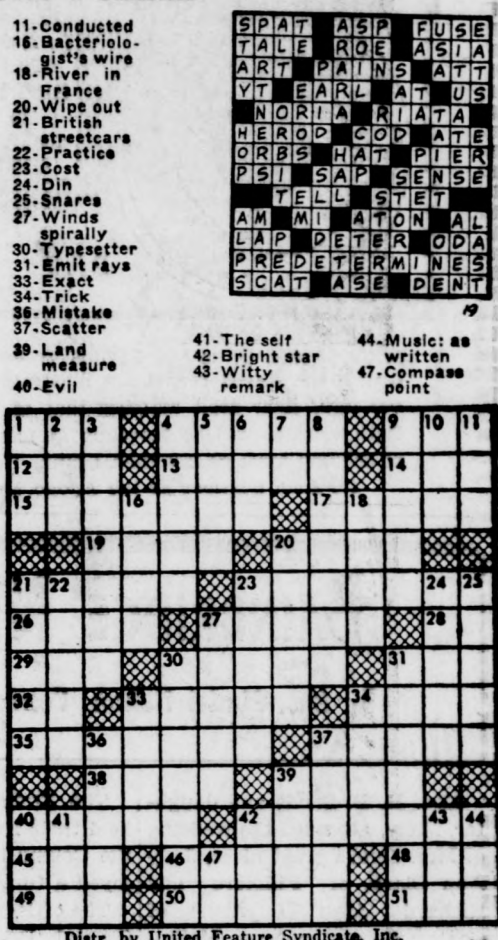 11-Conducted
16-Bacteriolo-
gist's wire
18-River in
France
20-Wipe out
21-British
streetcars
22-Practice
23-Cost
24-Din
25-Snares
27-Winds
spirally
30-Typesetter
31-Emit rays
33-Exact
34-Trick
36-Mistake
37-Scatter
39-Land
measure
40-Evil
41-The self
42-Bright star
43-Witty
remark
44-Music: as
written
47-Compass
point
SPAT ASP FUSE
TALE ROE ASIA
ART PAINS ATT
YT EARL AT US
NORIA RIATA
HEROD COD ATE
ORBS HAT PIER
PSI SAP SENSE
TELL STET
AM MI ATON AL
LAP DETER ODA
PREDETERMINES
SCAT ASE DENT
19
1 2 3 4 5 6 7 8 9 10 11
12 13 14
15 16 17 18
19 20
21 22 23 24 25
26 27 28
29 30 31
32 33 34
35 36 37
38 39
40 41 42 43 44
45 46 47 48
49 50 51
Distr. by United Feature Syndicate, Inc.